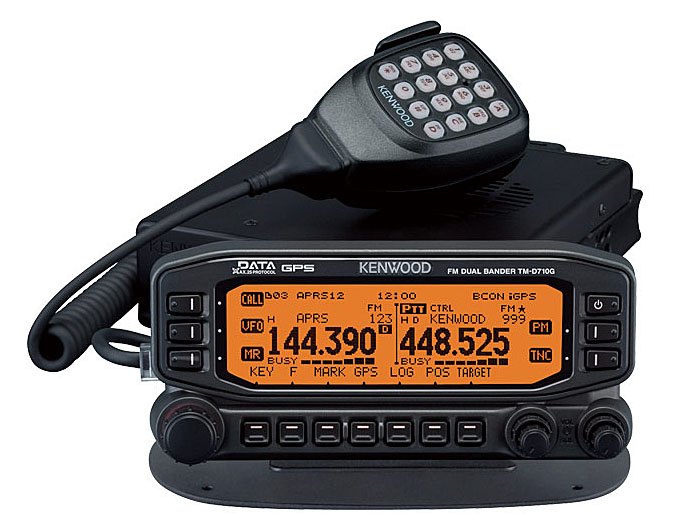 KENWOOD
DATA GPS KENWOOD FM DUAL BANDER TM-D710G
AX.25 PROTOCOL
CALL 03 APRS12 12:00 BCON iGPS
FM PTT CTRL FM★
VFO H APRS 123 H D KENWOOD 999 PM
144.390 D 448.525
MR BUSY BUSY TNC
KEY F MARK GPS LOG POS TARGET